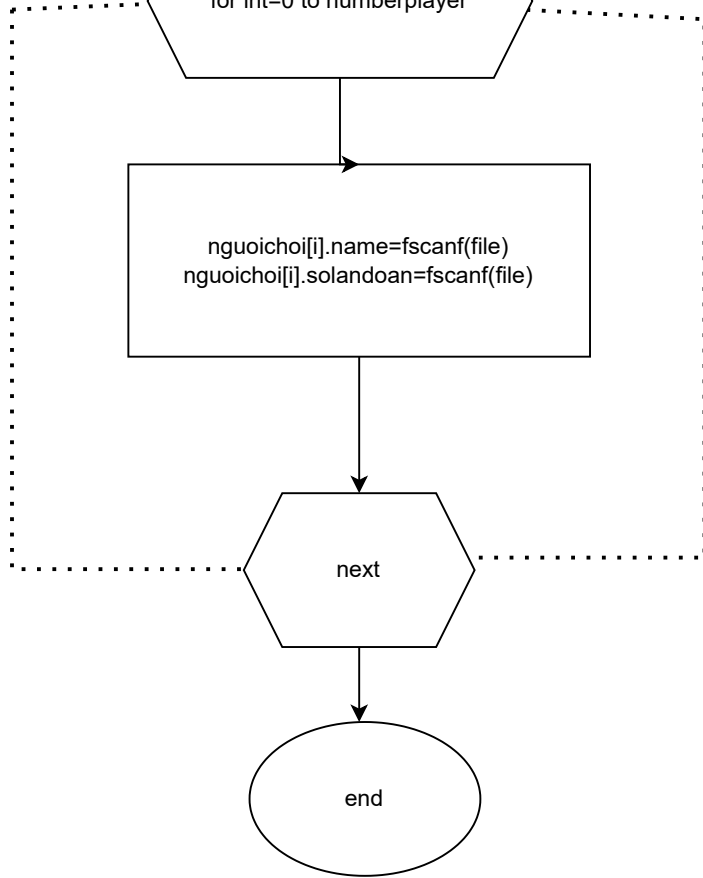 for int=0 to numberplayer
nguoichoi[i].name=fscanf(file)
nguoichoi[i].solandoan=fscanf(file)
next
end